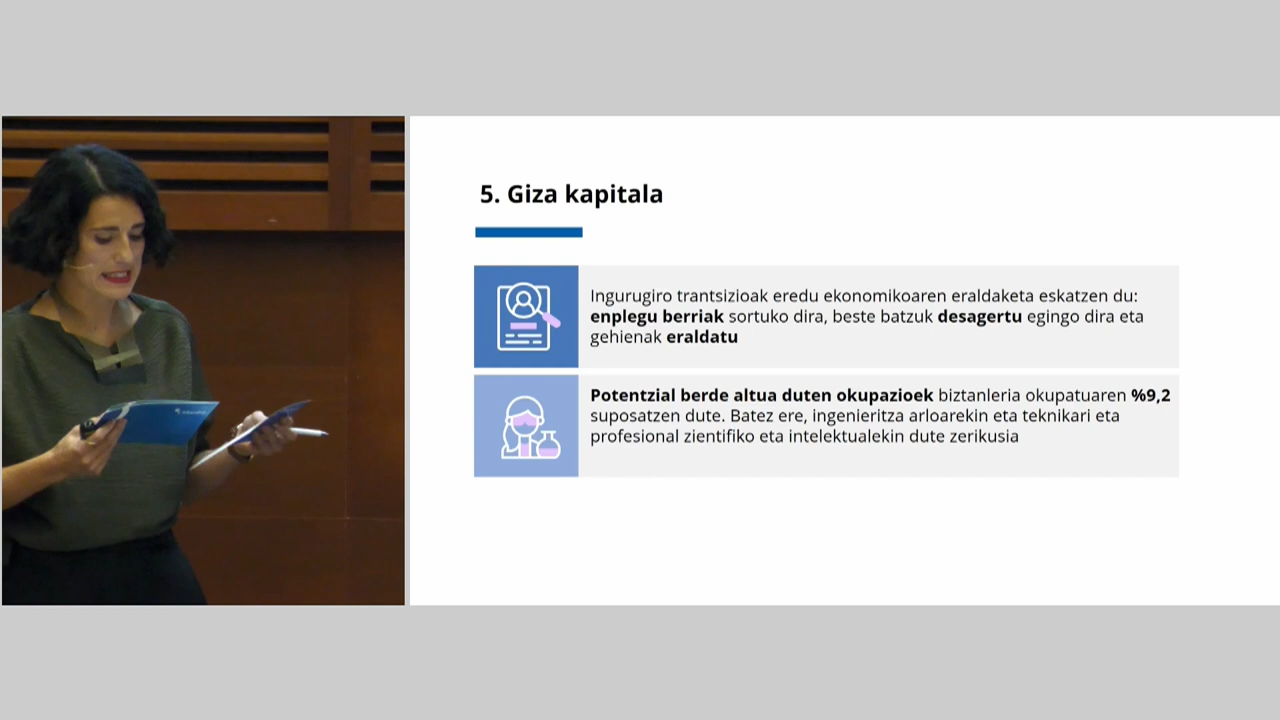 5. Giza kapitala
Ingurugiro trantsizioak eredu ekonomikoaren eraldaketa eskatzen du:
enplegu berriak sortuko dira, beste batzuk desagertu egingo dira eta
gehienak eraldatu
Potentzial berde altua duten okupazioek biztanleria okupatuaren %9,2
suposatzen dute. Batez ere, ingenieritza arloarekin eta teknikari eta
profesional zientifiko eta intelektualekin dute zerikusia